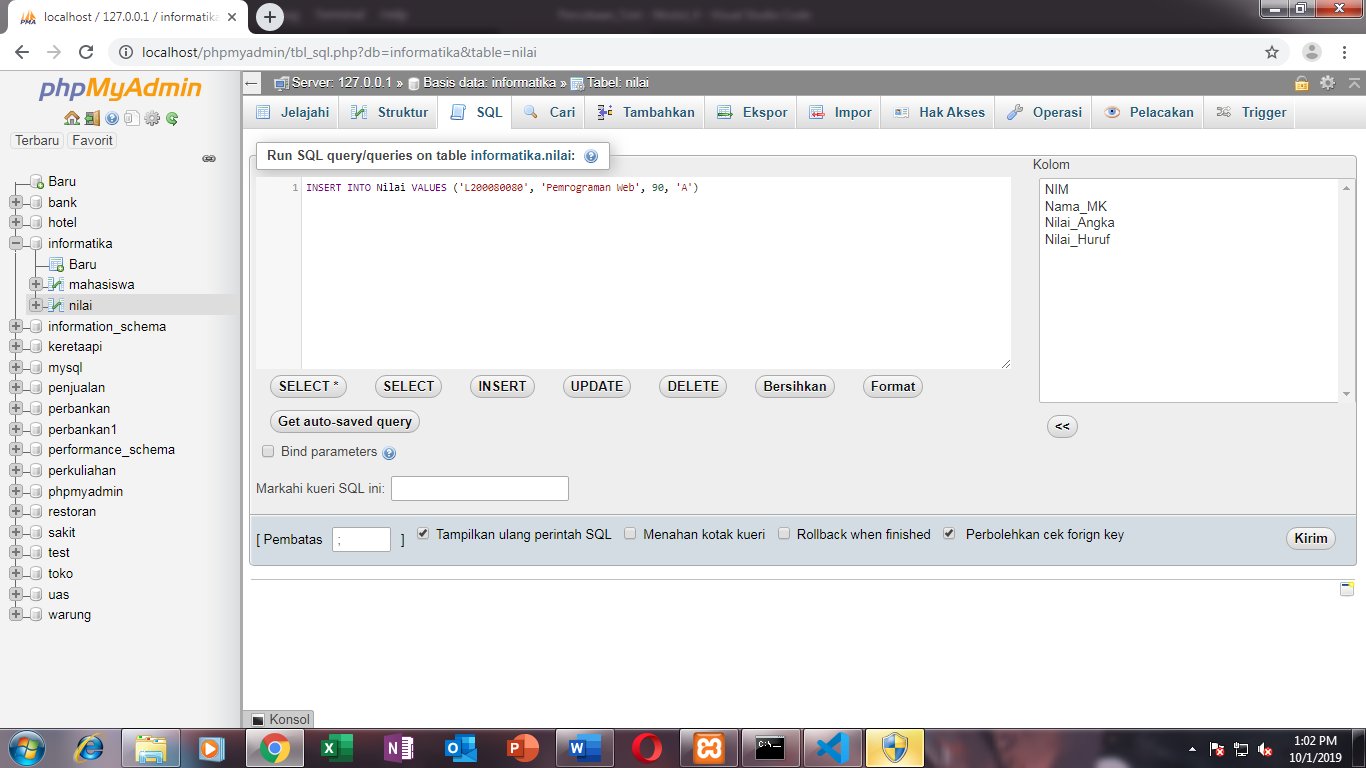 localhost / 127.0.0.1 / informatika
localhost/phpmyadmin/tbl_sql.php?db=informatika&table=nilai
phpMyAdmin
Terbaru Favorit
Baru
bank
hotel
informatika
Baru
mahasiswa
nilai
information_schema
keretaapi
mysql
penjualan
perbankan
perbankan1
performance_schema
perkuliahan
phpmyadmin
restoran
sakit
test
toko
uas
warung
Server: 127.0.0.1 » Basis data: informatika » Tabel: nilai
Jelajahi Struktur SQL Cari Tambahkan Ekspor Impor Hak Akses Operasi Pelacakan Trigger
Run SQL query/queries on table informatika.nilai:
1 INSERT INTO Nilai VALUES ('L200080080', 'Pemrograman Web', 90, 'A')
Kolom
NIM
Nama_MK
Nilai_Angka
Nilai_Huruf
<<
SELECT * SELECT INSERT UPDATE DELETE Bersihkan Format
Get auto-saved query
Bind parameters
Markahi kueri SQL ini:
[ Pembatas ; ] Tampilkan ulang perintah SQL Menahan kotak kueri Rollback when finished Perbolehkan cek forign key Kirim
Konsol
1:02 PM
10/1/2019